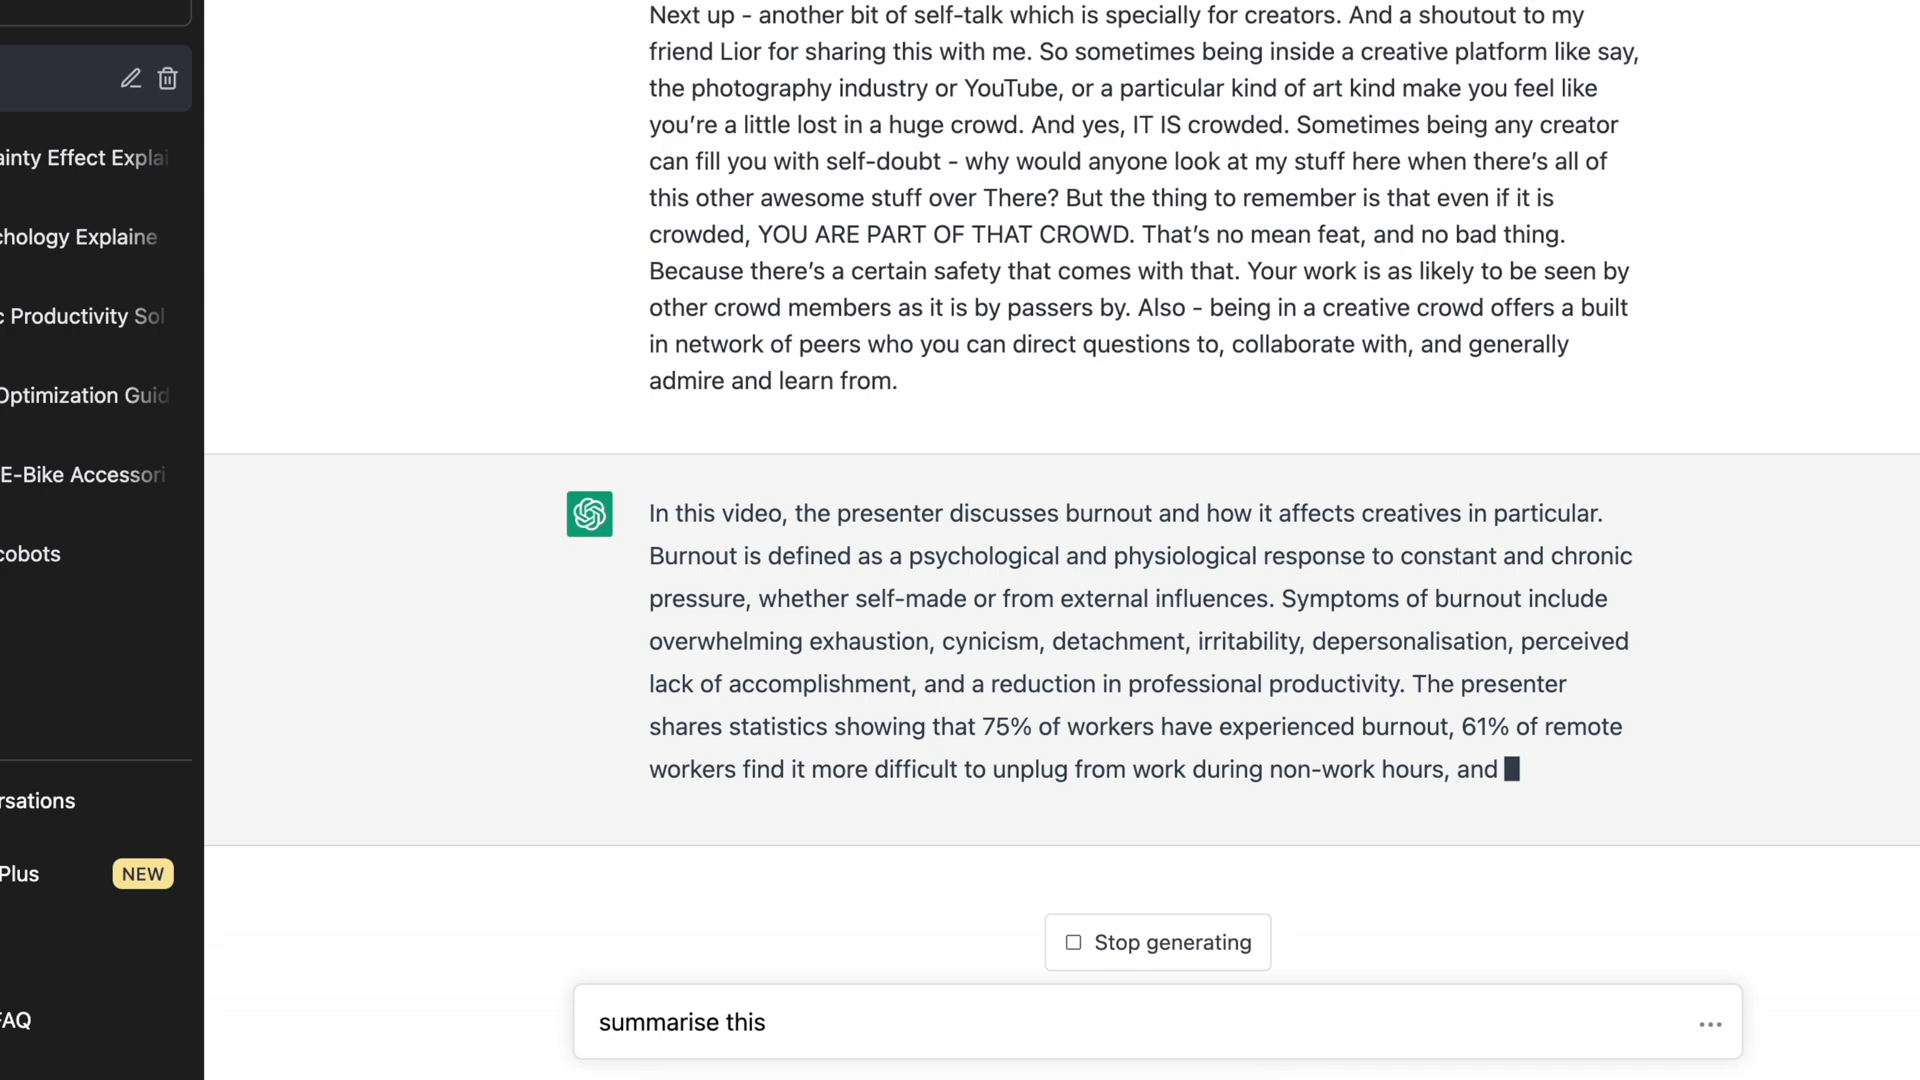 Next up - another bit of self-talk which is specially for creators. And a shoutout to my
friend Lior for sharing this with me. So sometimes being inside a creative platform like say,
the photography industry or YouTube, or a particular kind of art kind make you feel like
you’re a little lost in a huge crowd. And yes, IT IS crowded. Sometimes being any creator
can fill you with self-doubt - why would anyone look at my stuff here when there’s all of
this other awesome stuff over There? But the thing to remember is that even if it is
crowded, YOU ARE PART OF THAT CROWD. That’s no mean feat, and no bad thing.
Because there’s a certain safety that comes with that. Your work is as likely to be seen by
other crowd members as it is by passers by. Also - being in a creative crowd offers a built
in network of peers who you can direct questions to, collaborate with, and generally
admire and learn from.
In this video, the presenter discusses burnout and how it affects creatives in particular.
Burnout is defined as a psychological and physiological response to constant and chronic
pressure, whether self-made or from external influences. Symptoms of burnout include
overwhelming exhaustion, cynicism, detachment, irritability, depersonalisation, perceived
lack of accomplishment, and a reduction in professional productivity. The presenter
shares statistics showing that 75% of workers have experienced burnout, 61% of remote
workers find it more difficult to unplug from work during non-work hours, and
Stop generating
summarise this
ainty Effect Explai
chology Explaine
c Productivity Sol
Optimization Guid
E-Bike Accessori
cobots
rsations
Plus
NEW
FAQ